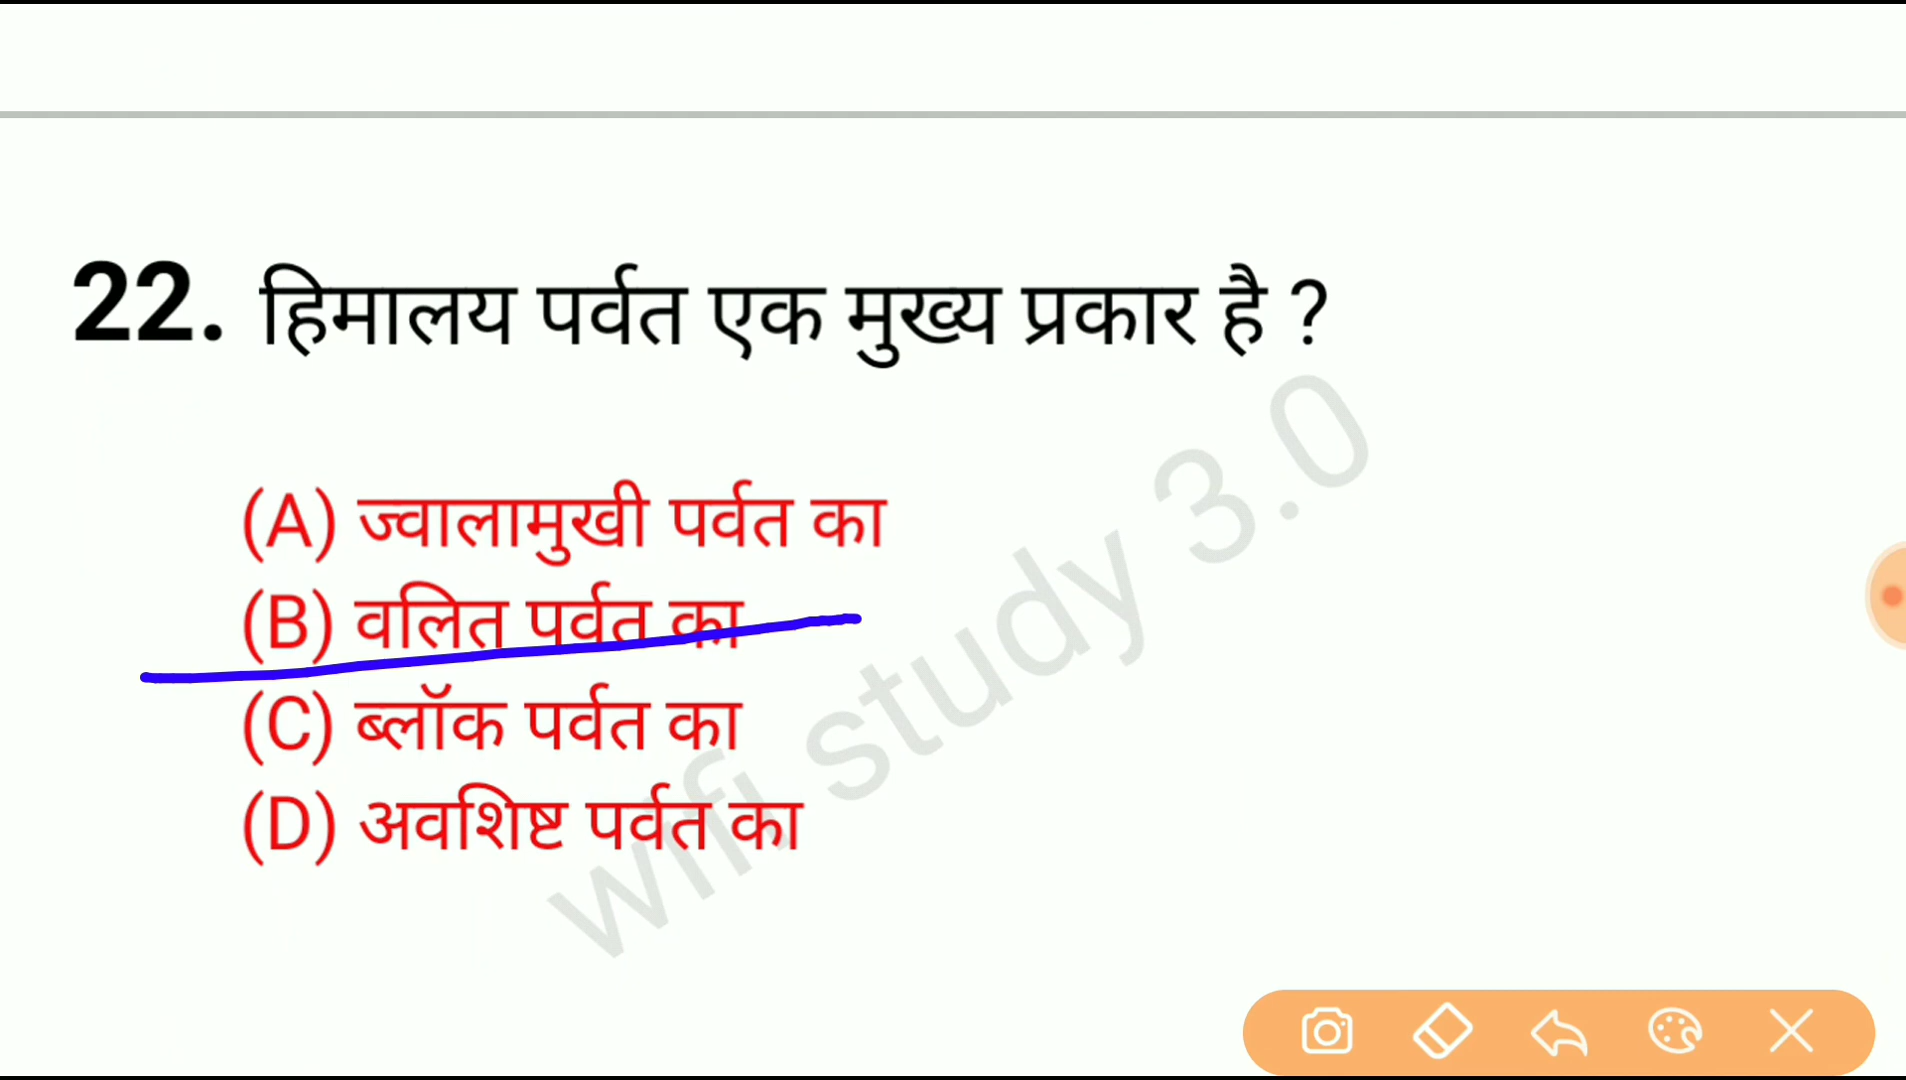 22. हिमालय पर्वत एक मुख्य प्रकार है ?
(A) ज्वालामुखी पर्वत का
(B) वलित पर्वत का
(C) ब्लॉक पर्वत का
(D) अवशिष्ट पर्वत का
wifi study 3.0